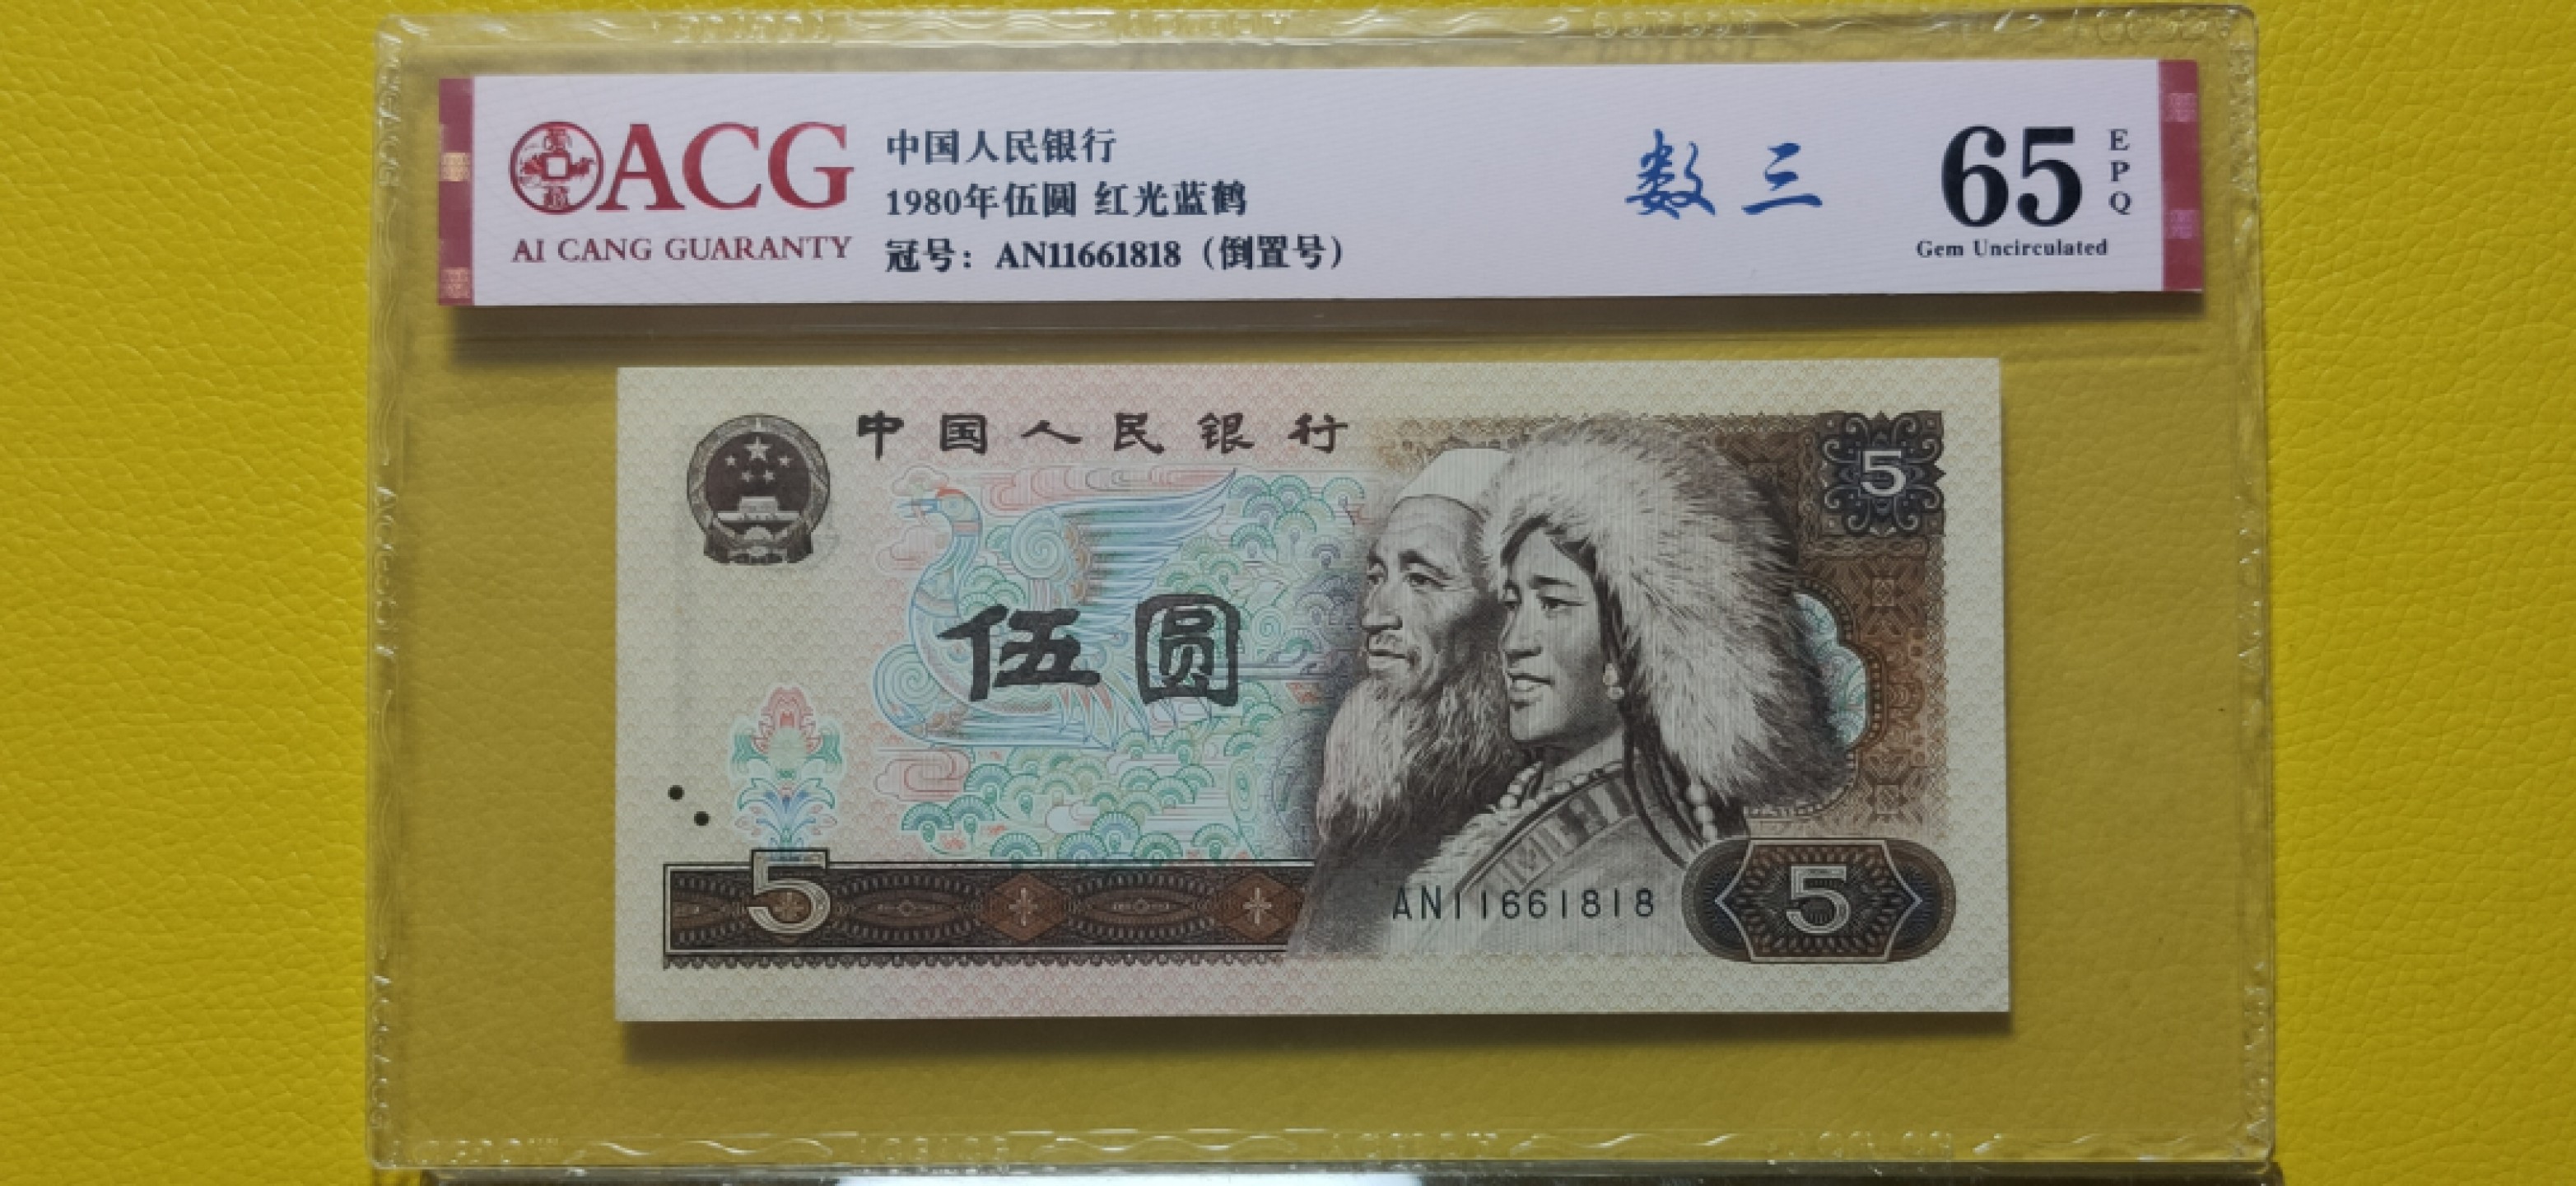 ACG
AI CANG GUARANTY
中国人民银行
1980年伍圆 红光蓝鹤
冠号：AN11661818（倒置号）
数三
65
EPQ
Gem Uncirculated
中国人民银行
5
伍圆
5
AN11661818
5